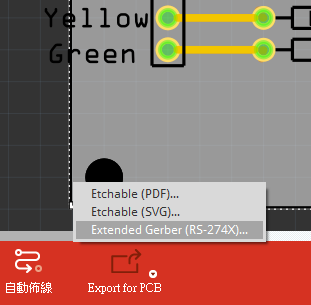 Yellow
Green
Etchable (PDF)...
Etchable (SVG)...
Extended Gerber (RS-274X)...
自動佈線
Export for PCB